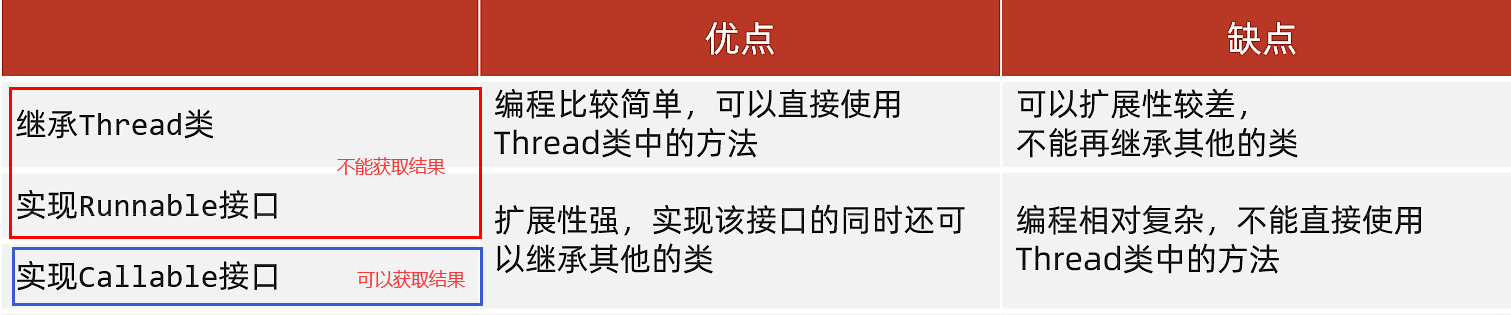 优点
缺点
继承Thread类
不能获取结果
编程比较简单，可以直接使用
Thread类中的方法
可以扩展性较差，
不能再继承其他的类
实现Runnable接口
扩展性强，实现该接口的同时还可
以继承其他的类
编程相对复杂，不能直接使用
Thread类中的方法
实现Callable接口
可以获取结果